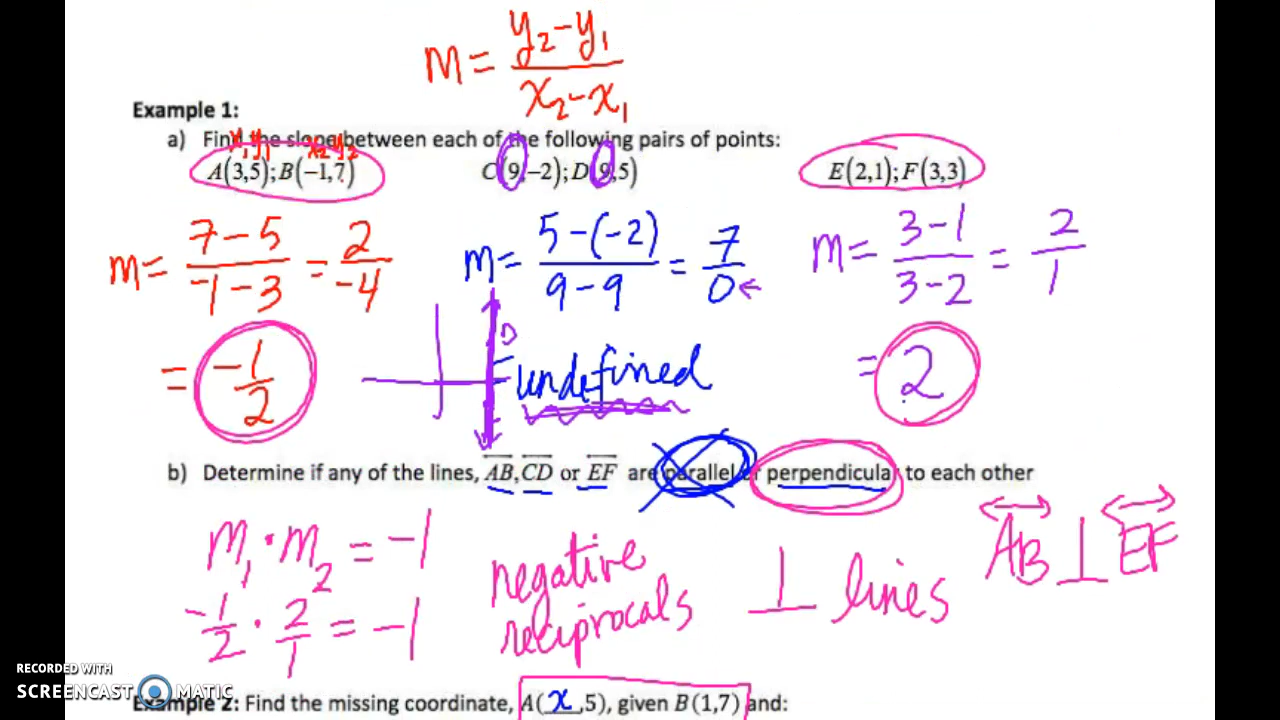 m = y₂ - y₁ / x₂ - x₁
Example 1:
a) Find the slope between each of the following pairs of points:
x₁ y₁ x₂ y₂
A(3,5); B(-1,7) C(9,-2); D(9,5) E(2,1); F(3,3)
m = 7 - 5 / -1 - 3 = 2 / -4 m = 5 - (-2) / 9 - 9 = 7 / 0 m = 3 - 1 / 3 - 2 = 2 / 1
= -1 / 2 D undefined = 2
b) Determine if any of the lines, AB, CD or EF are parallel or perpendicular to each other
m₁ · m₂ = -1 negative reciprocals ⊥ lines AB ⊥ EF
-1/2 · 2/1 = -1
RECORDED WITH
SCREENCAST MATIC
Example 2: Find the missing coordinate, A(x,5), given B(1,7) and: